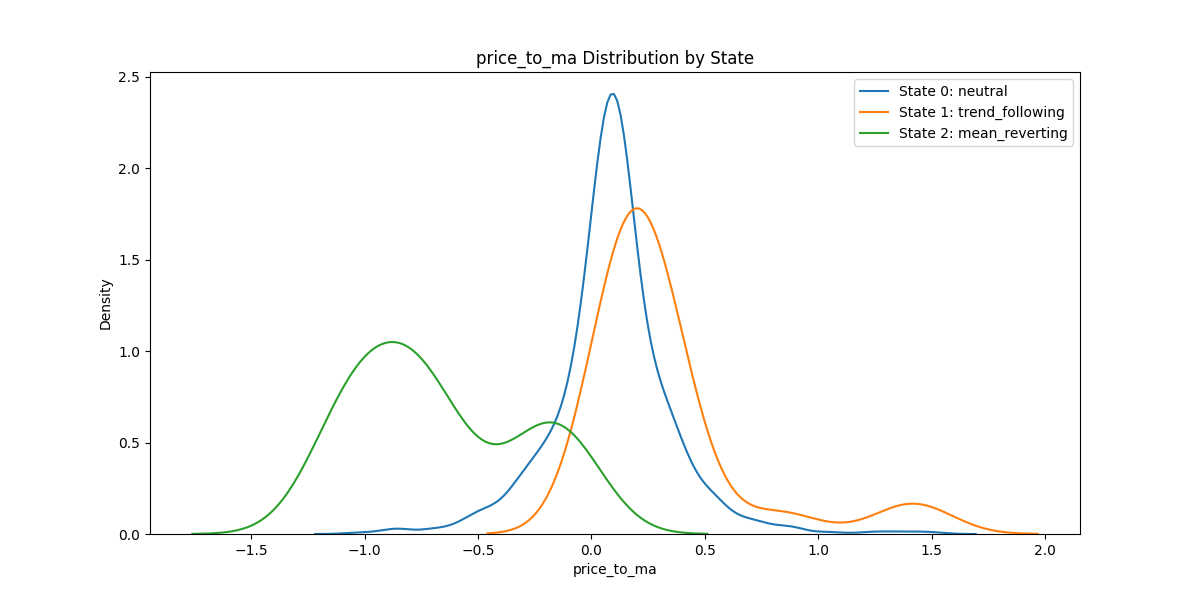 price_to_ma Distribution by State
2.5
2.0
1.5
1.0
0.5
0.0
Density
State 0: neutral
State 1: trend_following
State 2: mean_reverting
−1.5 −1.0 −0.5 0.0 0.5 1.0 1.5 2.0
price_to_ma